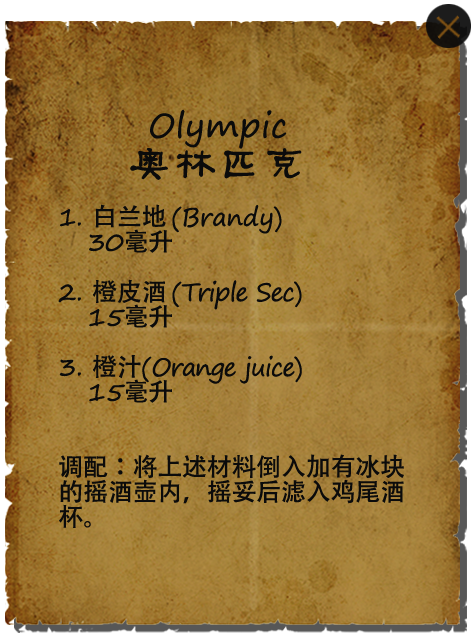 Olympic
奥林匹克
1. 白兰地(Brandy)
30毫升
2. 橙皮酒(Triple Sec)
15毫升
3. 橙汁(Orange juice)
15毫升
调配：将上述材料倒入加有冰块
的摇酒壶内，摇妥后滤入鸡尾酒
杯。